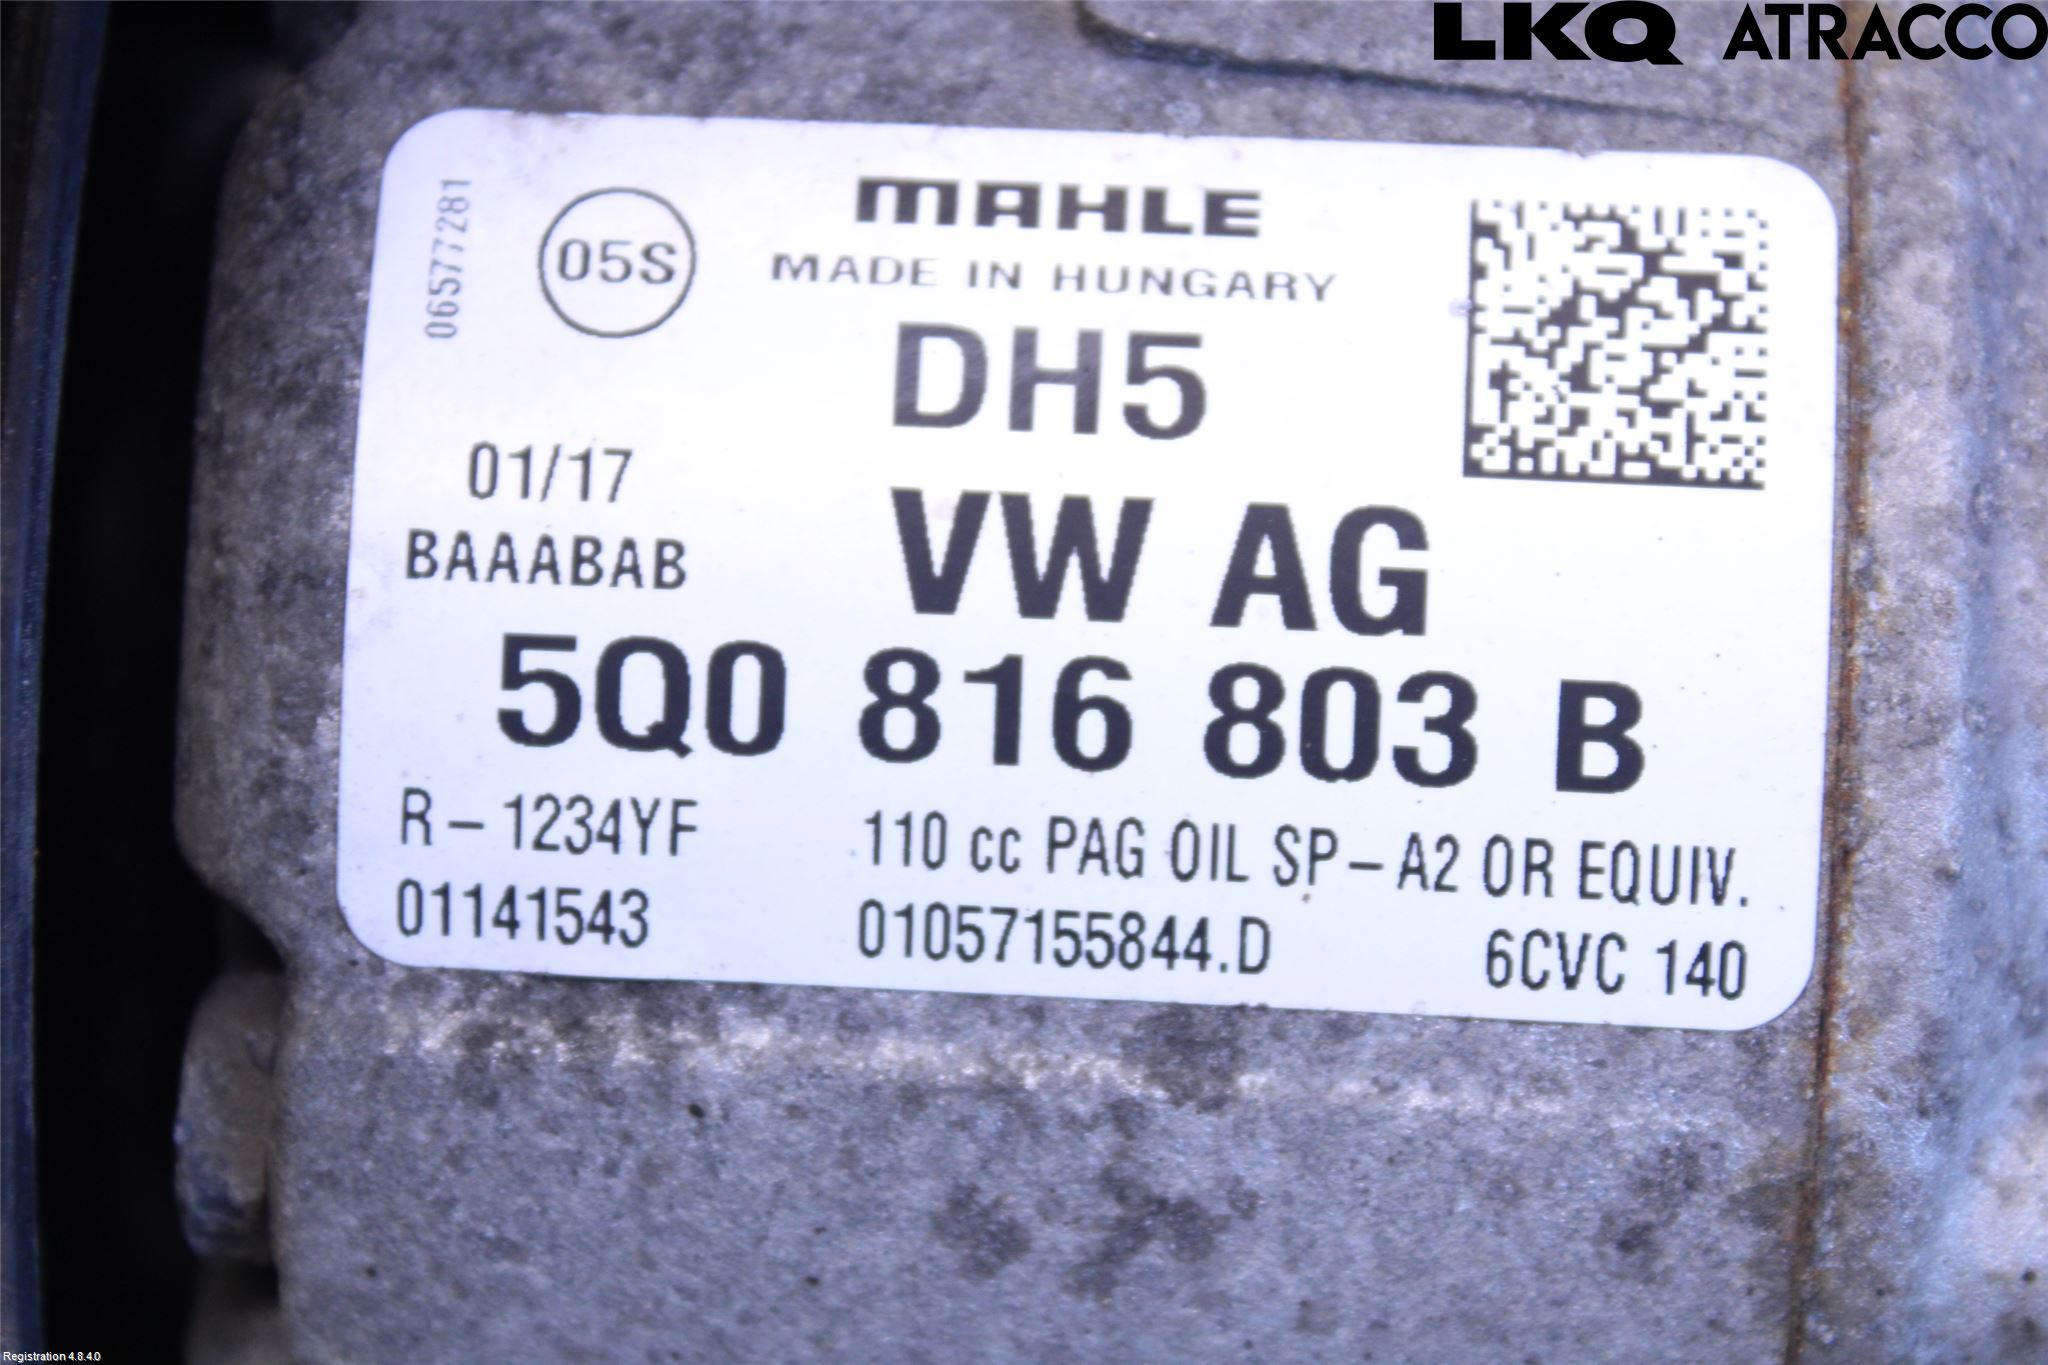 LKQ ATRACCO
06577281
05S
MAHLE
MADE IN HUNGARY
DH5
01/17
BAAABAB
VW AG
5Q0 816 803 B
R-1234YF
110 cc PAG OIL SP-A2 OR EQUIV.
01141543
01057155844.D
6CVC 140
Registration 4.8.4.0